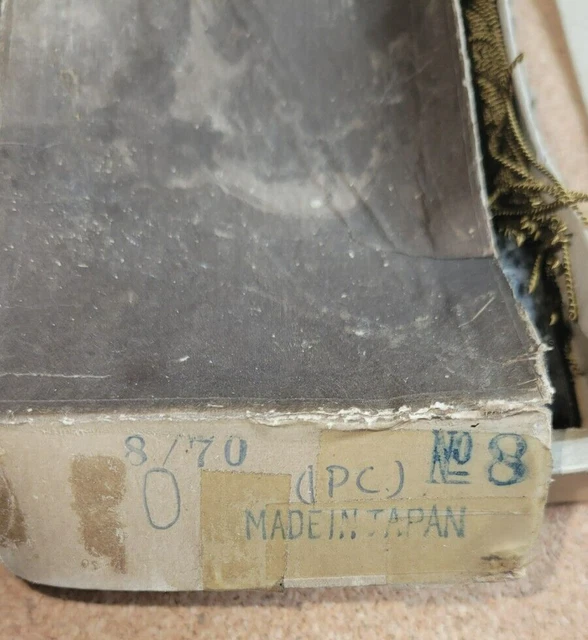 8/70 No 8
0 (1PC)
MADE IN JAPAN